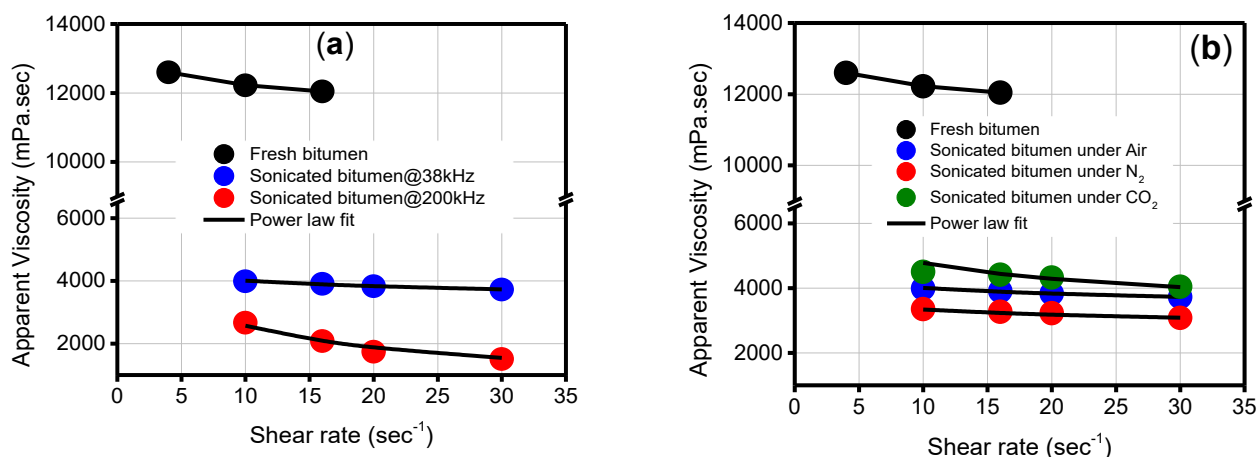 (a)
Apparent Viscosity (mPa.sec)
14000
12000
10000
6000
4000
2000
Fresh bitumen
Sonicated bitumen@38kHz
Sonicated bitumen@200kHz
Power law fit
0 5 10 15 20 25 30 35
Shear rate (sec⁻¹)
(b)
Apparent Viscosity (mPa.sec)
14000
12000
10000
6000
4000
2000
Fresh bitumen
Sonicated bitumen under Air
Sonicated bitumen under N₂
Sonicated bitumen under CO₂
Power law fit
0 5 10 15 20 25 30 35
Shear rate (sec⁻¹)